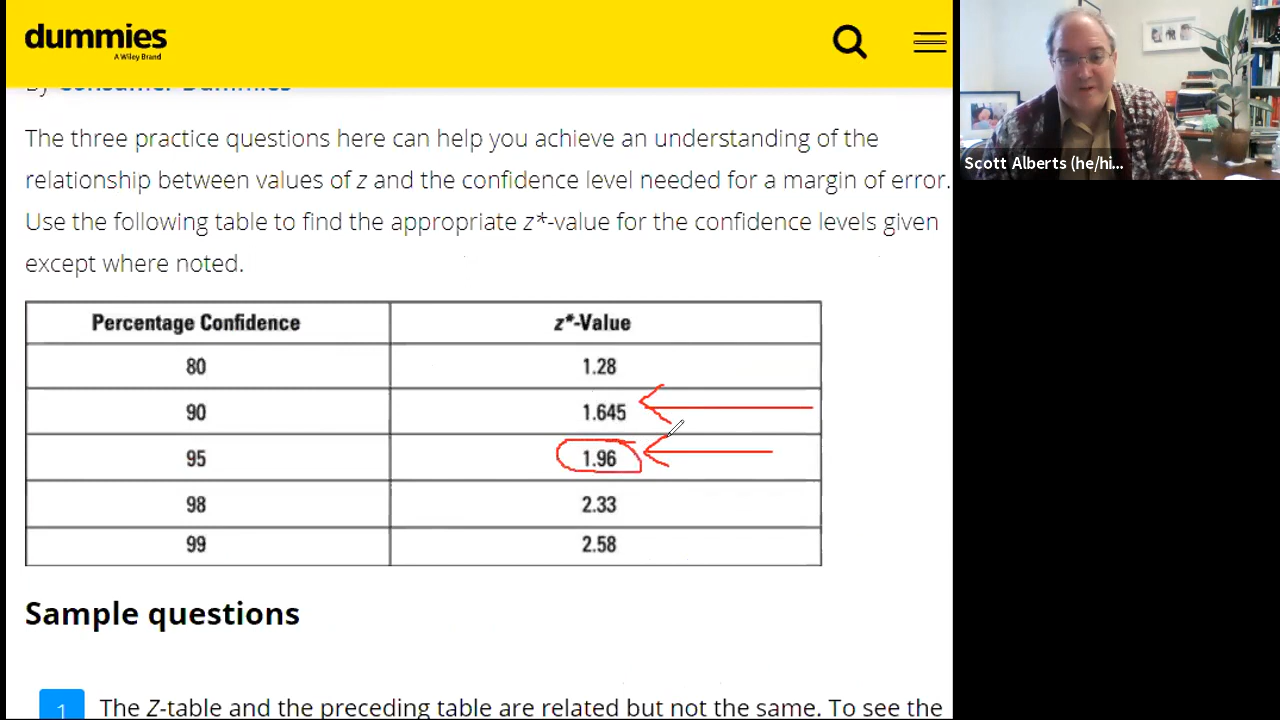 dummies
A Wiley Brand
By Consumer Dummies
The three practice questions here can help you achieve an understanding of the
relationship between values of z and the confidence level needed for a margin of error.
Use the following table to find the appropriate z*-value for the confidence levels given
except where noted.
Percentage Confidence z*-Value
80 1.28
90 1.645
95 1.96
98 2.33
99 2.58
Sample questions
1 The Z-table and the preceding table are related but not the same. To see the
Scott Alberts (he/hi...